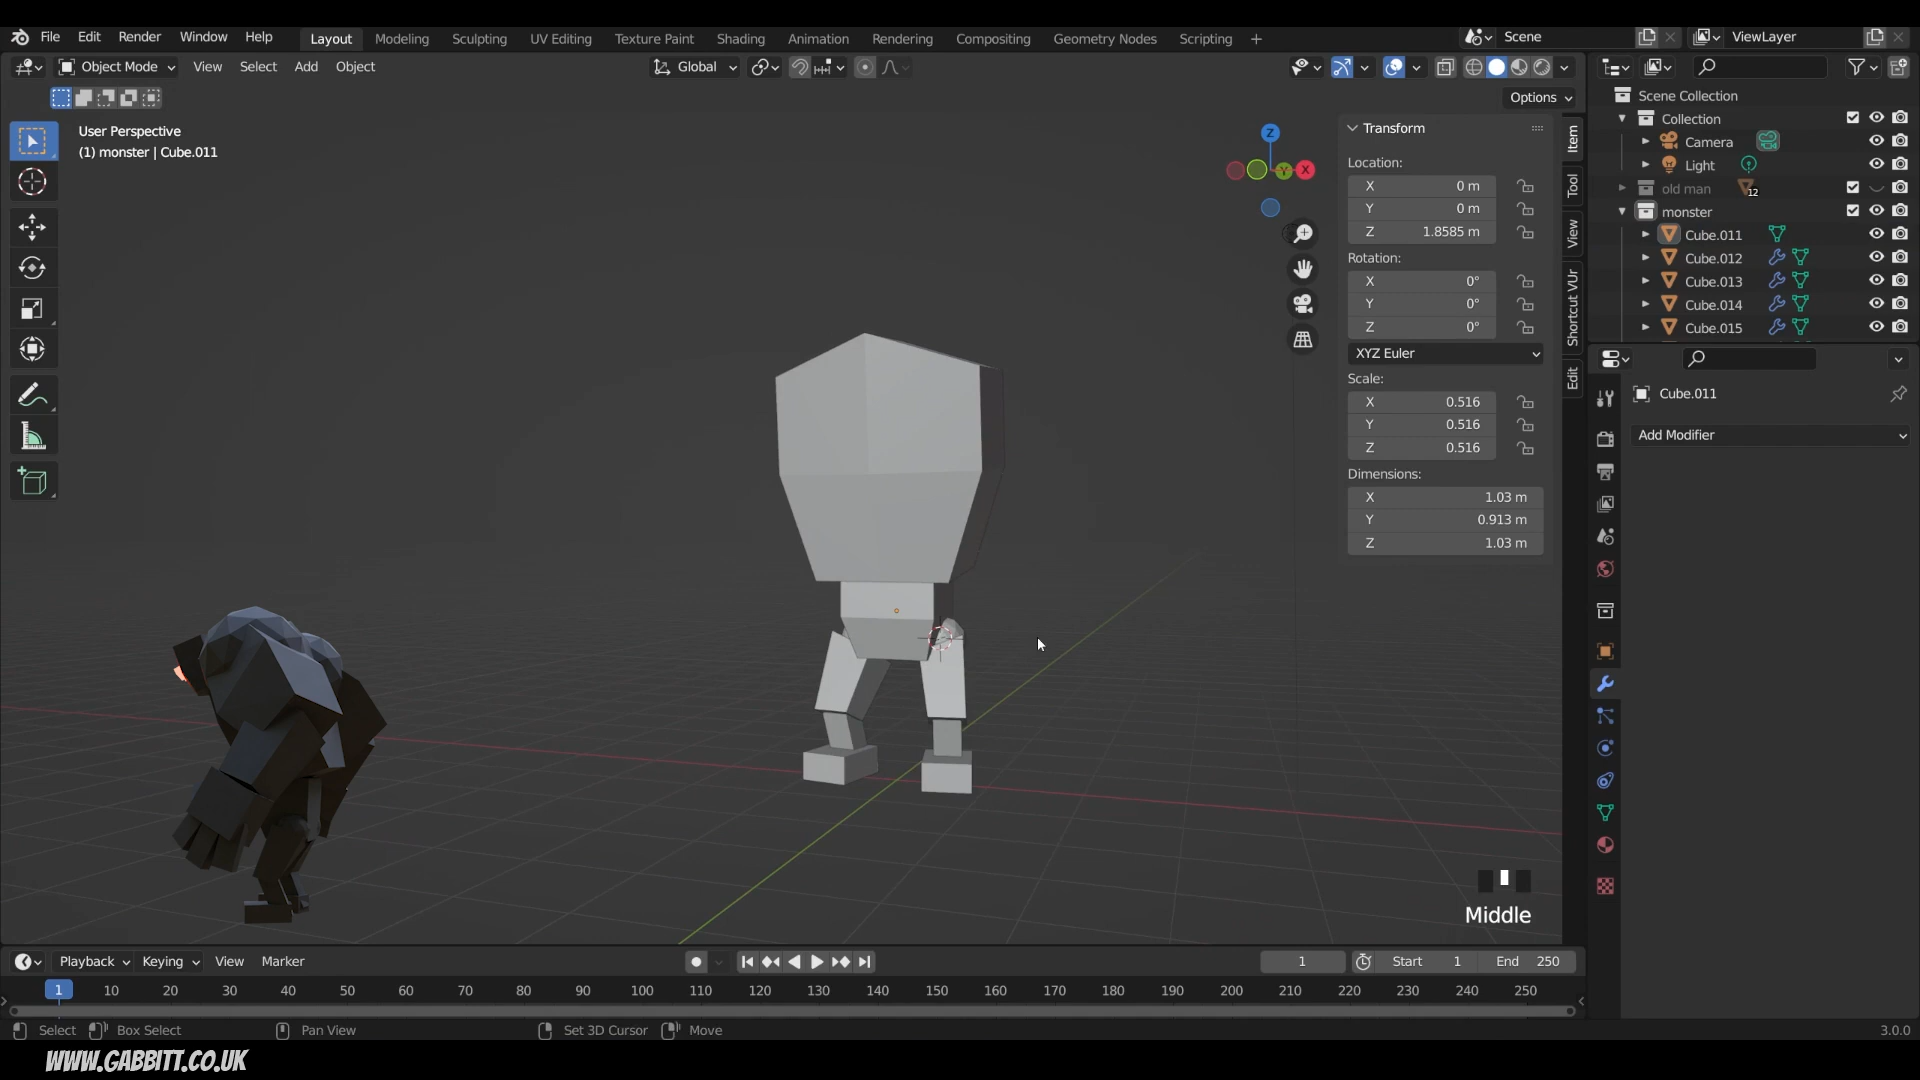 File Edit Render Window Help Layout Modeling Sculpting UV Editing Texture Paint Shading Animation Rendering Compositing Geometry Nodes Scripting + Scene ViewLayer
Object Mode View Select Add Object Global
Options
User Perspective
(1) monster | Cube.011
Z
Y
X
Transform
Location:
X 0 m
Y 0 m
Z 1.8585 m
Rotation:
X 0°
Y 0°
Z 0°
XYZ Euler
Scale:
X 0.516
Y 0.516
Z 0.516
Dimensions:
X 1.03 m
Y 0.913 m
Z 1.03 m
Item
Tool
View
Shortcut VUr
Edit
Scene Collection
Collection
Camera
Light
old man 12
monster
Cube.011
Cube.012
Cube.013
Cube.014
Cube.015
Cube.011
Add Modifier
Middle
Playback Keying View Marker 1 Start 1 End 250
1 10 20 30 40 50 60 70 80 90 100 110 120 130 140 150 160 170 180 190 200 210 220 230 240 250
Select Box Select Pan View Set 3D Cursor Move 3.0.0
WWW.GABBITT.CO.UK